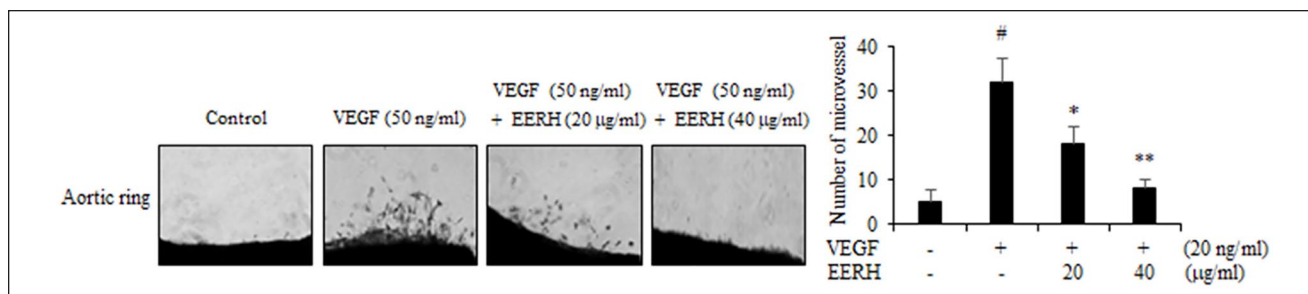 VEGF (50 ng/ml) VEGF (50 ng/ml)
Control VEGF (50 ng/ml) + EERH (20 μg/ml) + EERH (40 μg/ml)
Aortic ring
Number of microvessel
40
30
20
10
0
#
*
**
VEGF - + + + (20 ng/ml)
EERH - - 20 40 (μg/ml)